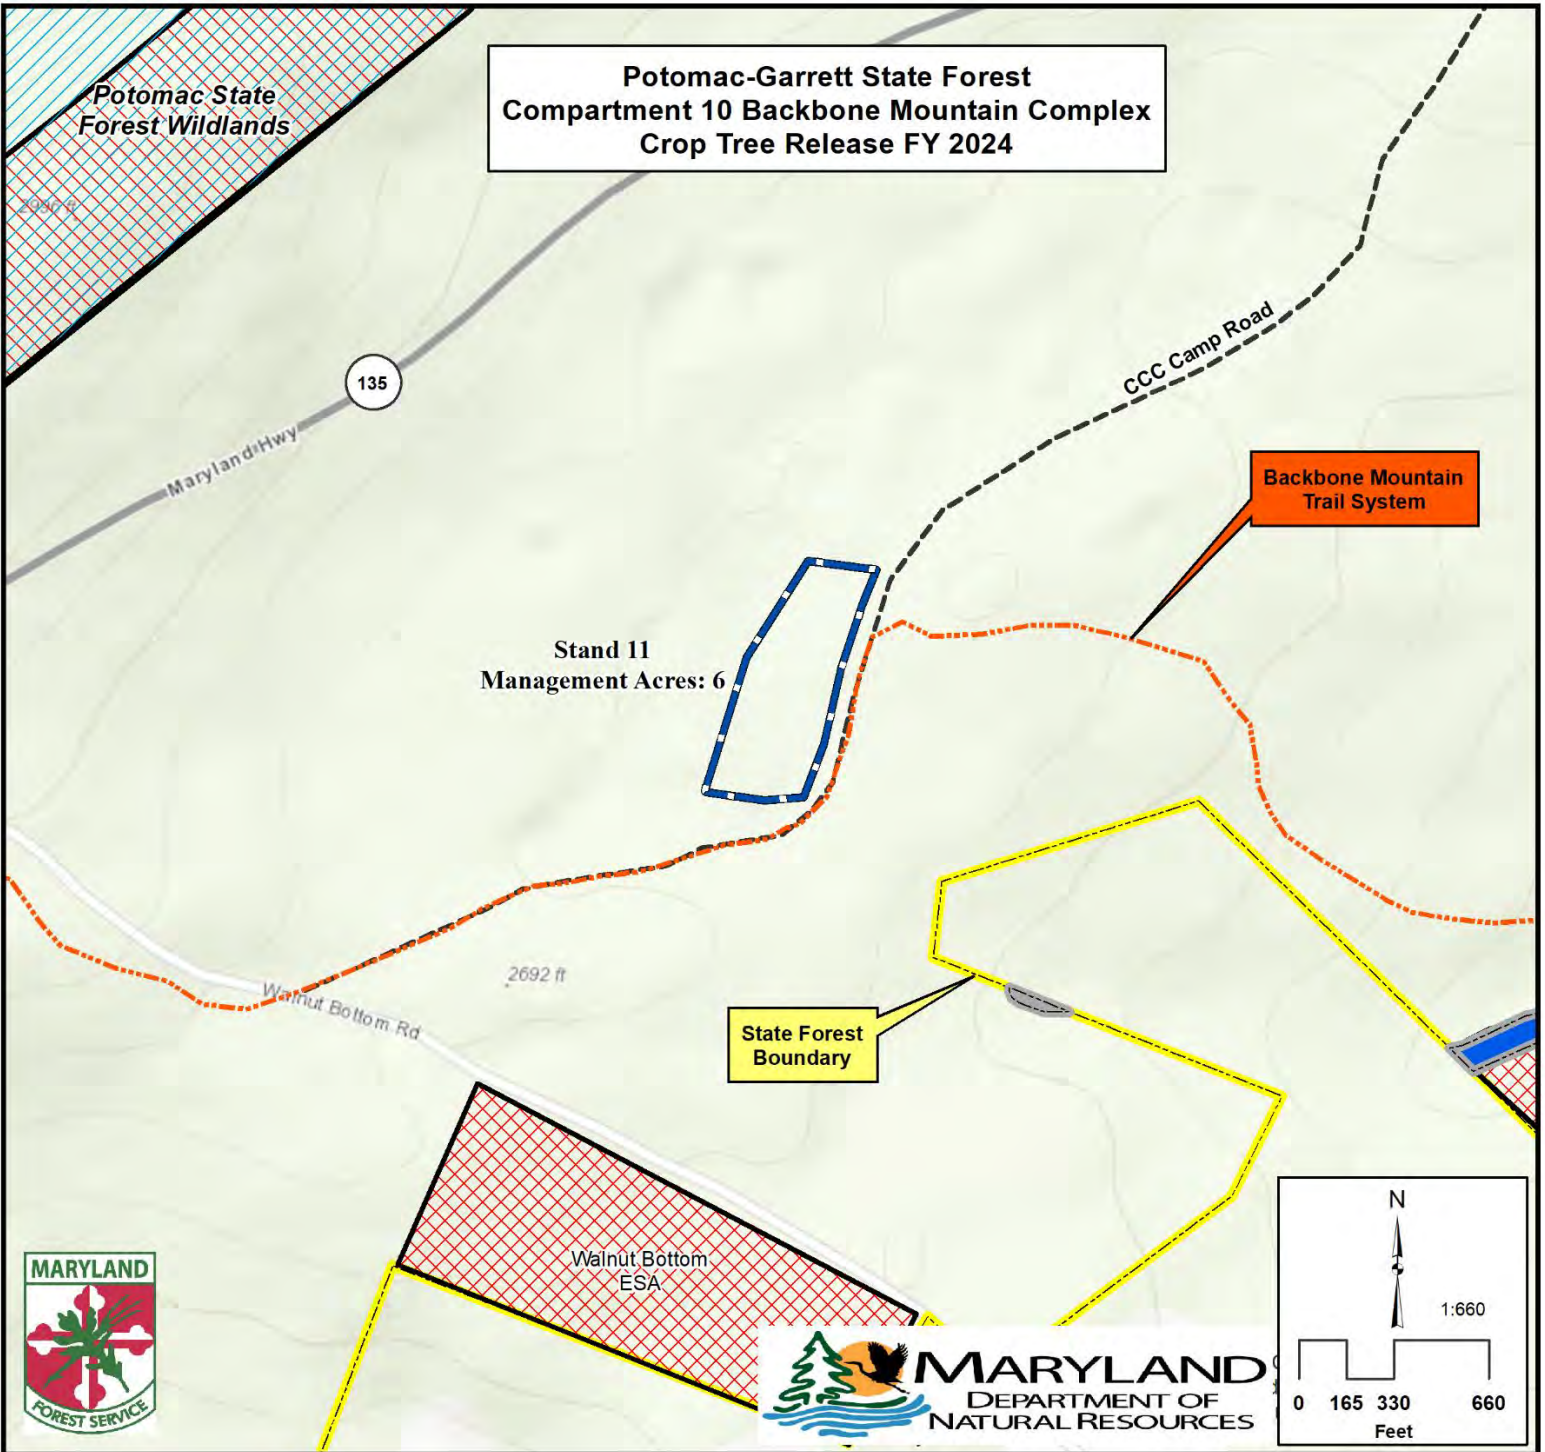 Potomac-Garrett State Forest
Compartment 10 Backbone Mountain Complex
Crop Tree Release FY 2024
Potomac State
Forest Wildlands
2996 ft
135
Maryland Hwy
CCC Camp Road
Backbone Mountain
Trail System
Stand 11
Management Acres: 6
2692 ft
Walnut Bottom Rd
State Forest
Boundary
Walnut Bottom
ESA
MARYLAND
FOREST SERVICE
MARYLAND
DEPARTMENT OF
NATURAL RESOURCES
N
1:660
0 165 330 660
Feet